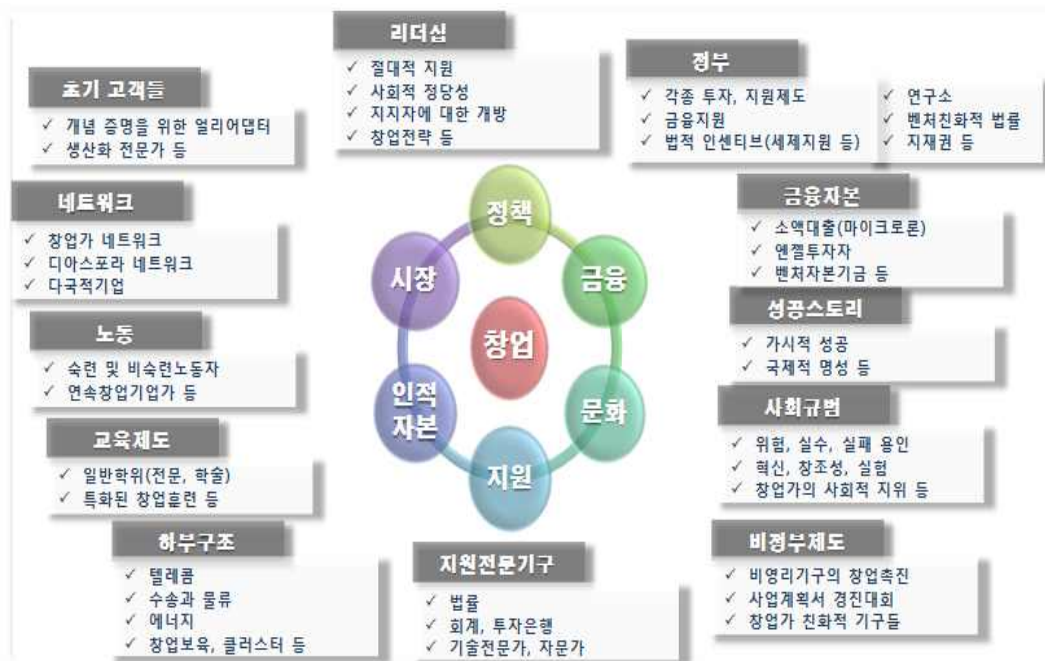 리더십
절대적 지원
사회적 정당성
지지자에 대한 개방
창업전략 등
정부
각종 투자, 지원제도
금융지원
법적 인센티브(세제지원 등)
연구소
벤처친화적 법률
지재권 등
초기 고객들
개념 증명을 위한 얼리어댑터
생산화 전문가 등
네트워크
창업가 네트워크
디아스포라 네트워크
다국적기업
노동
숙련 및 비숙련노동자
연속창업기업가 등
교육제도
일반학위(전문, 학술)
특화된 창업훈련 등
하부구조
텔레콤
수송과 물류
에너지
창업보육, 클러스터 등
정책
시장
금융
창업
인적
자본
문화
지원
금융자본
소액대출(마이크로론)
엔젤투자자
벤처자본기금 등
성공스토리
가시적 성공
국제적 명성 등
사회규범
위험, 실수, 실패 용인
혁신, 창조성, 실험
창업가의 사회적 지위 등
지원전문기구
법률
회계, 투자은행
기술전문가, 자문가
비정부제도
비영리기구의 창업촉진
사업계획서 경진대회
창업가 친화적 기구들